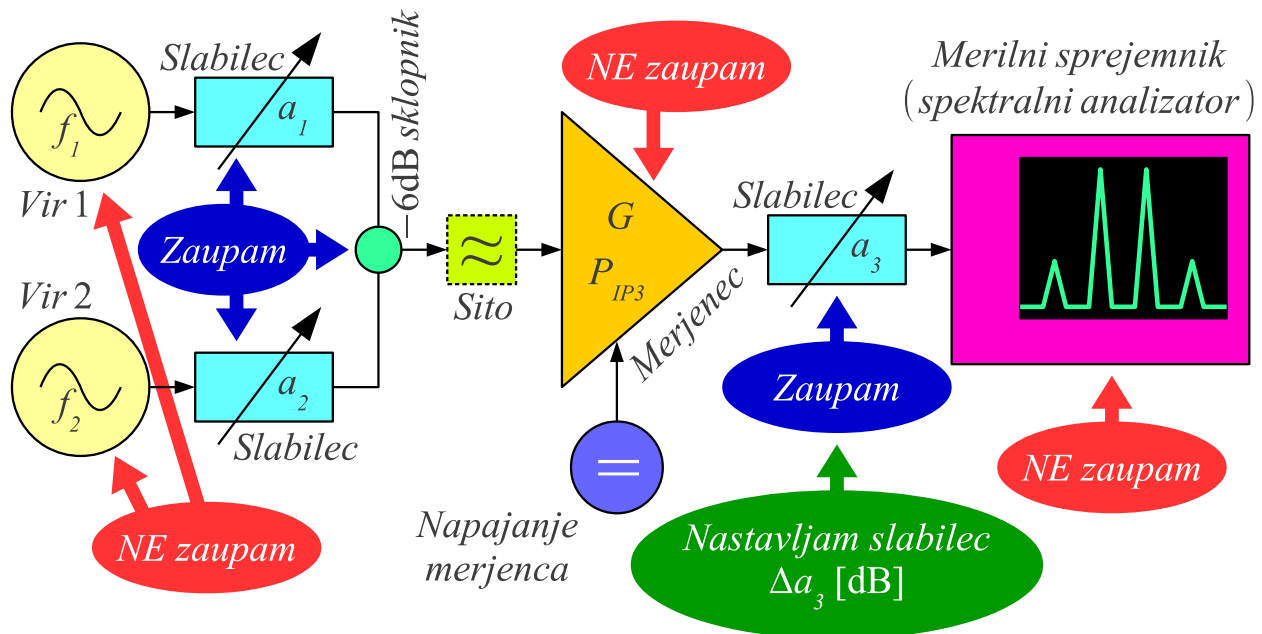 Slabilec
a1
f1
Vir 1
−6dB sklopnik
NE zaupam
Merilni sprejemnik
(spektralni analizator)
Zaupam
G
PIP3
Slabilec
a3
Sito
Merjenec
Vir 2
f2
a2
Slabilec
Zaupam
NE zaupam
NE zaupam
=
Napajanje
merjenca
Nastavljam slabilec
Δa3 [dB]